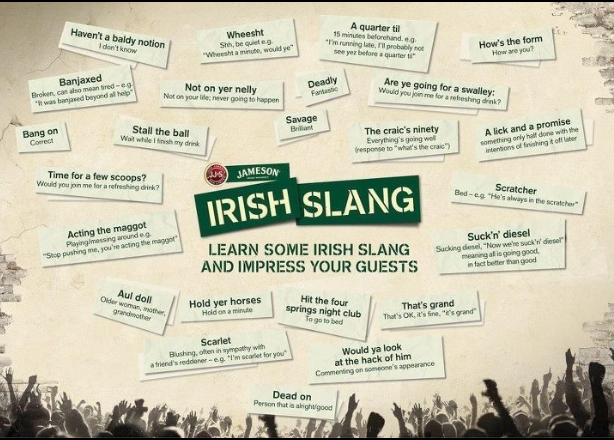 Haven't a baldy notion
I don't know
Wheesht
Shh, be quiet e.g.
"Wheesht a minute, would ye"
A quarter til
15 minutes beforehand. e.g.
"I'm running late, I'll probably not
see yez before a quarter til"
How's the form
How are you?
Banjaxed
Broken, can also mean tired – e.g.
"It was banjaxed beyond all help"
Not on yer nelly
Not on your life; never going to happen
Deadly
Fantastic
Are ye going for a swalley:
Would you join me for a refreshing drink?
Bang on
Correct
Stall the ball
Wait while I finish my drink
Savage
Brilliant
The craic's ninety
Everything's going well
(response to "what's the craic")
A lick and a promise
something only half done with the
intentions of finishing it off later
Time for a few scoops?
Would you join me for a refreshing drink?
JJ&S
JAMESON
IRISH SLANG
Scratcher
Bed – e.g. "He's always in the scratcher"
Acting the maggot
Playing/messing around e.g.
"Stop pushing me, you're acting the maggot"
LEARN SOME IRISH SLANG
AND IMPRESS YOUR GUESTS
Suck'n' diesel
Sucking diesel, "Now we're suck'n' diesel"
meaning all is going good,
in fact better than good
Aul doll
Older woman, mother,
grandmother
Hold yer horses
Hold on a minute
Hit the four
springs night club
To go to bed
That's grand
That's OK, it's fine, "it's grand"
Scarlet
Blushing, often in sympathy with
a friend's reddener – e.g. "I'm scarlet for you"
Would ya look
at the hack of him
Commenting on someone's appearance
Dead on
Person that is alright/good